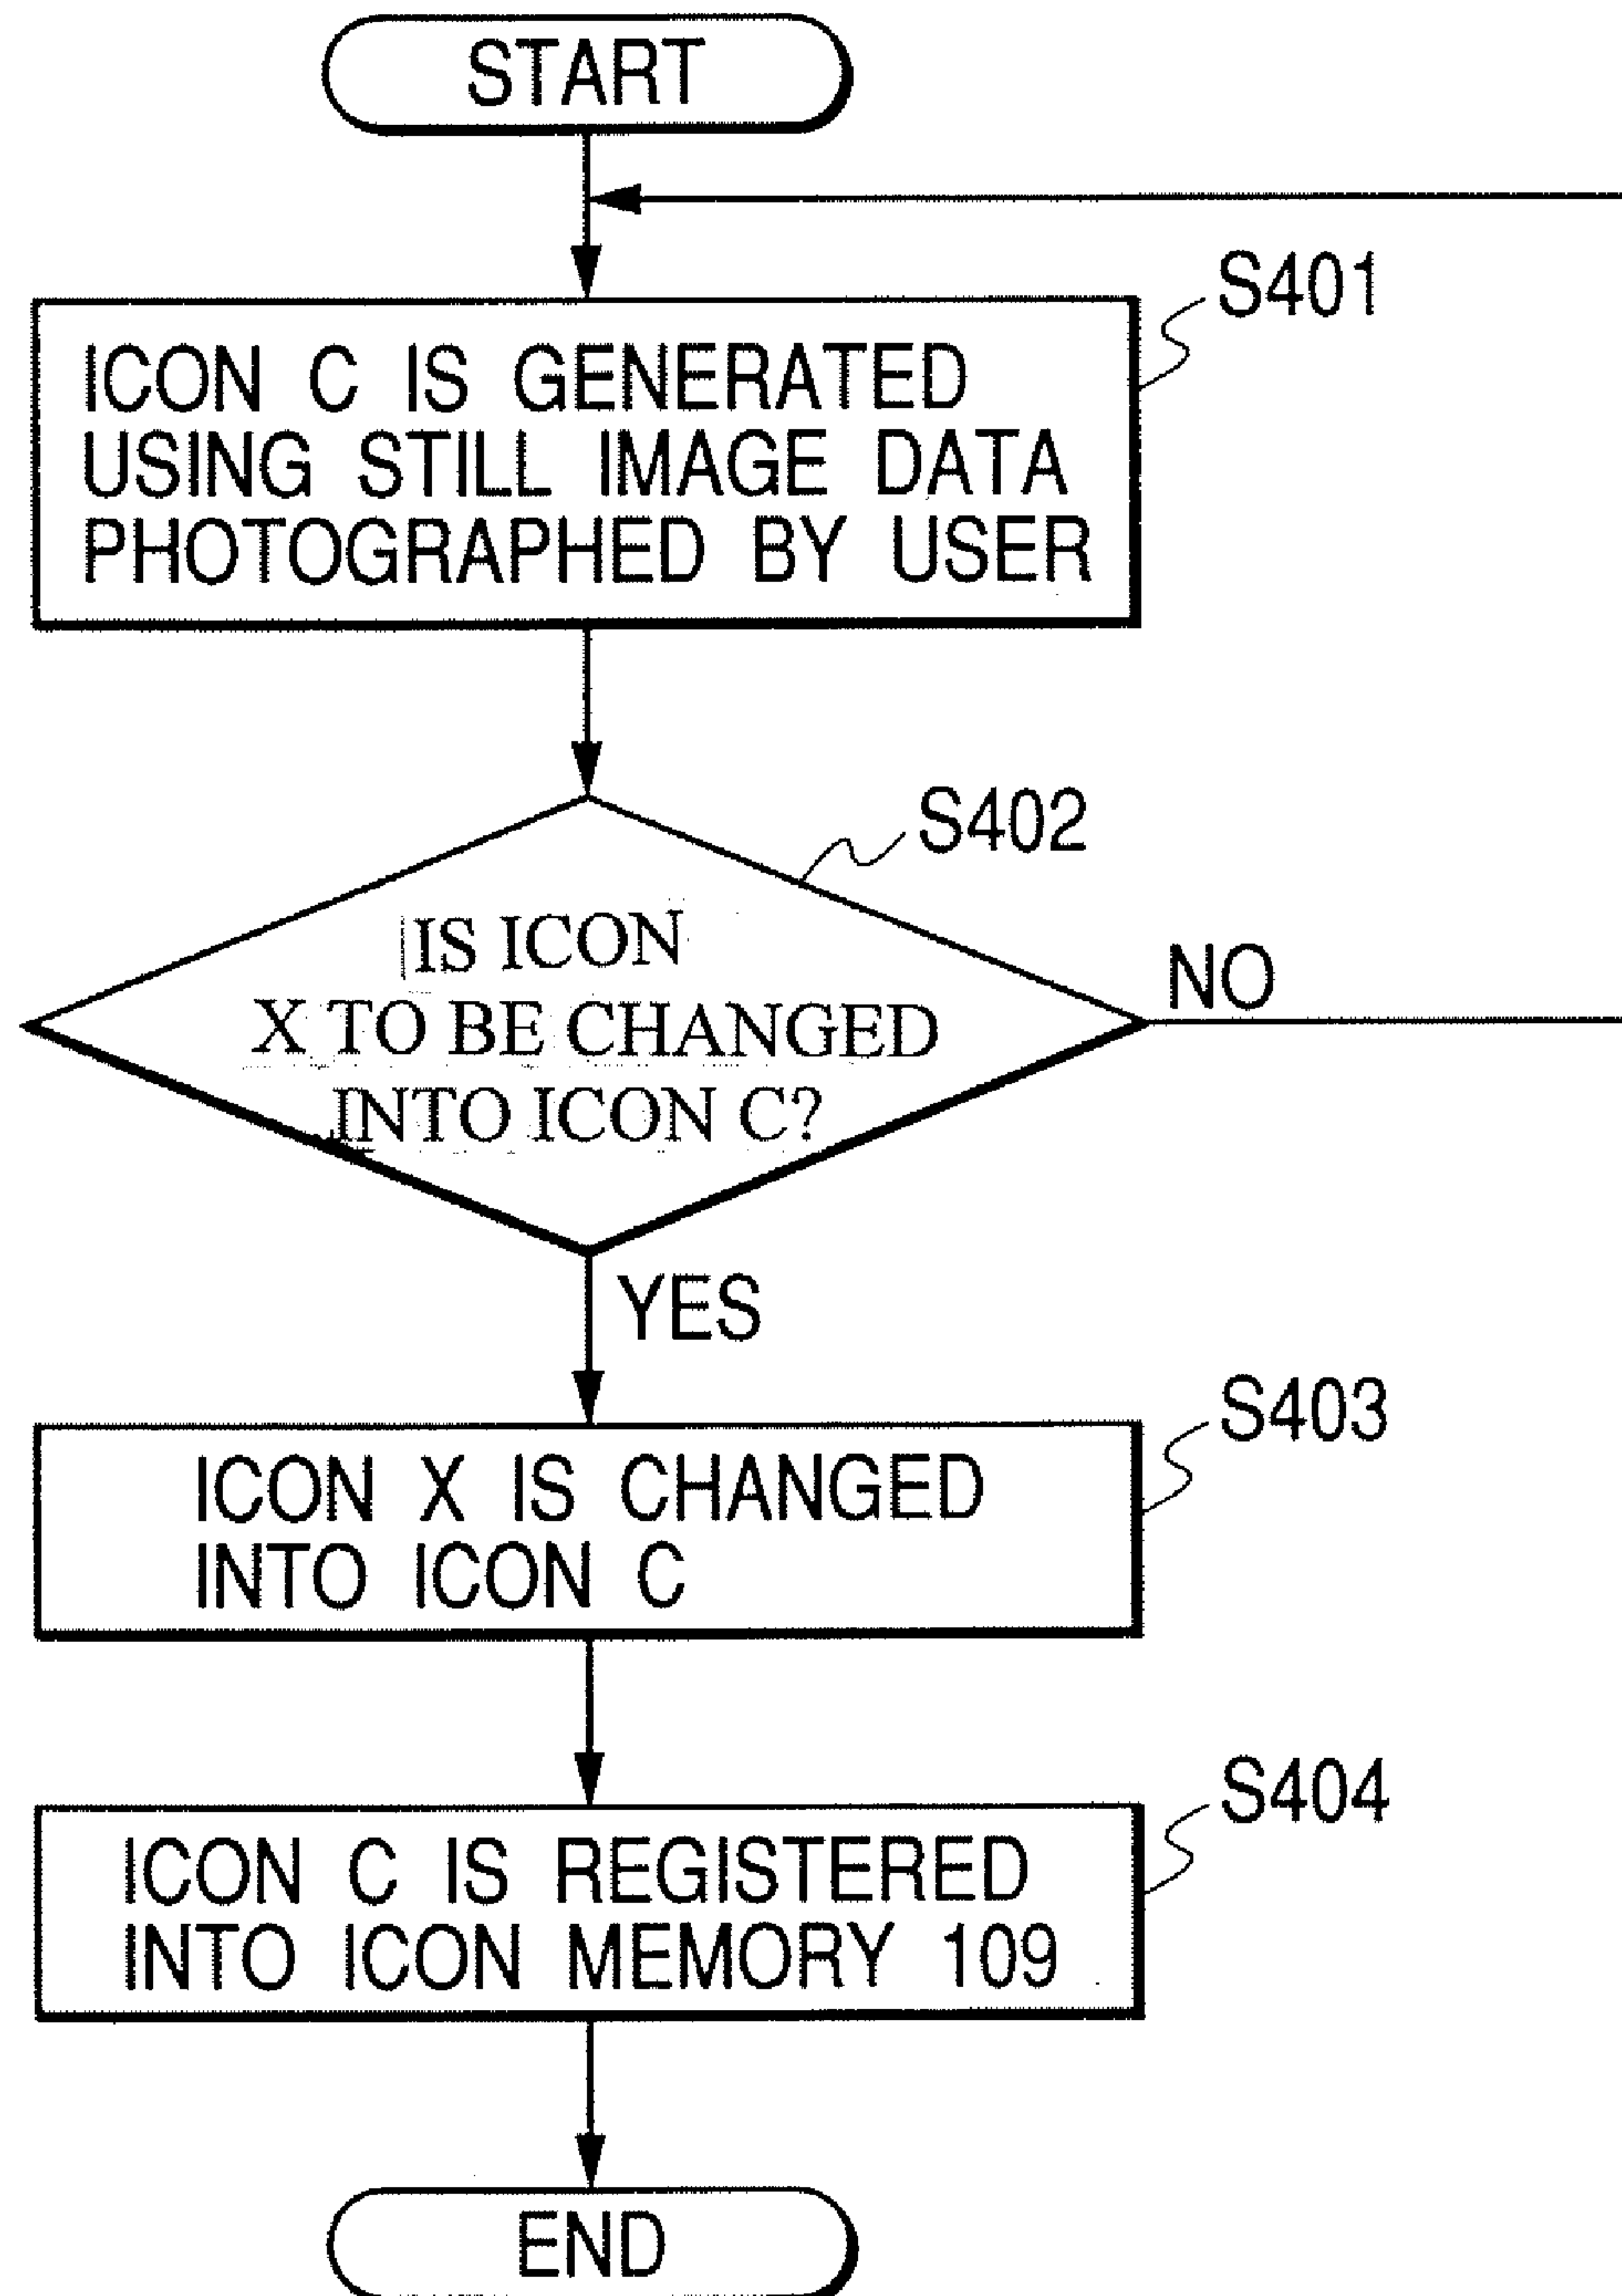 START
S401
ICON C IS GENERATED
USING STILL IMAGE DATA
PHOTOGRAPHED BY USER
S402
IS ICON
X TO BE CHANGED
INTO ICON C?
NO
YES
S403
ICON X IS CHANGED
INTO ICON C
S404
ICON C IS REGISTERED
INTO ICON MEMORY 109
END